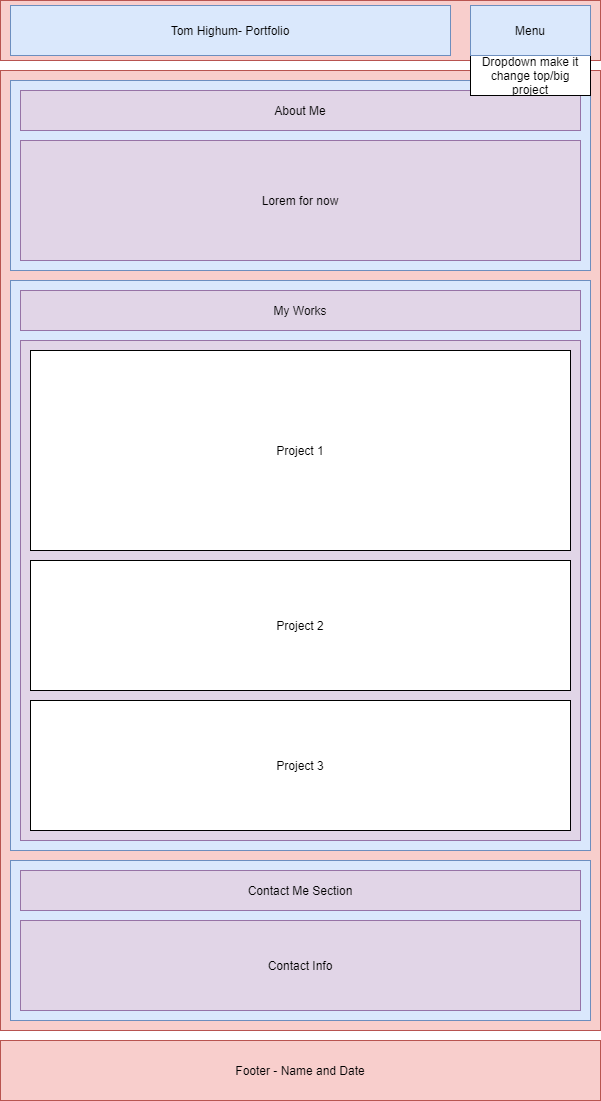 Tom Highum- Portfolio
Menu
Dropdown make it
change top/big
project
About Me
Lorem for now
My Works
Project 1
Project 2
Project 3
Contact Me Section
Contact Info
Footer - Name and Date